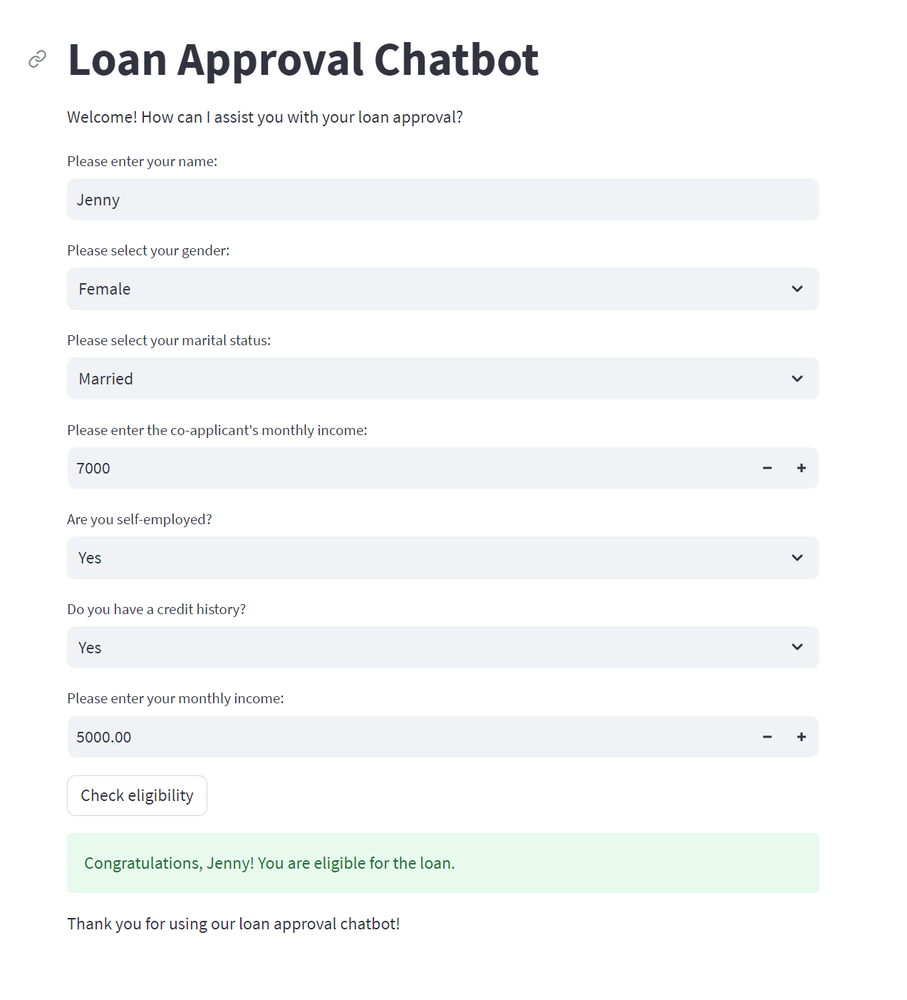 Loan Approval Chatbot
Welcome! How can I assist you with your loan approval?
Please enter your name:
Jenny
Please select your gender:
Female
Please select your marital status:
Married
Please enter the co-applicant's monthly income:
7000
Are you self-employed?
Yes
Do you have a credit history?
Yes
Please enter your monthly income:
5000.00
Check eligibility
Congratulations, Jenny! You are eligible for the loan.
Thank you for using our loan approval chatbot!